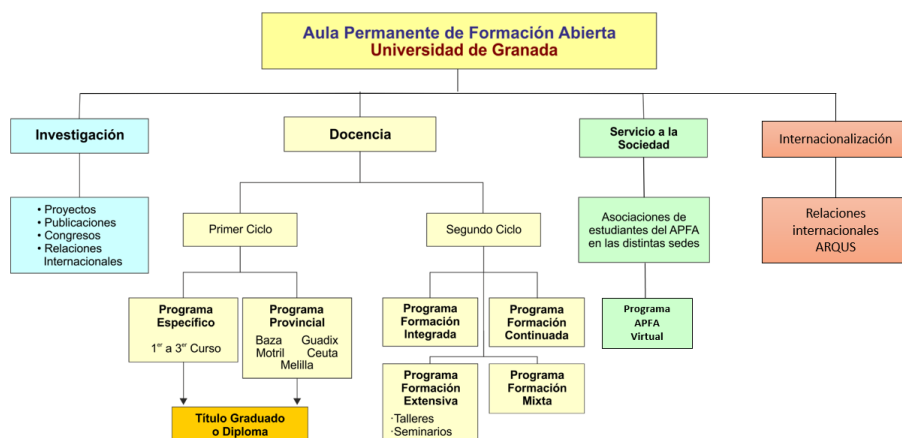 Aula Permanente de Formación Abierta
Universidad de Granada
Investigación
Docencia
Servicio a la
Sociedad
Internacionalización
• Proyectos
• Publicaciones
• Congresos
• Relaciones
Internacionales
Primer Ciclo
Segundo Ciclo
Asociaciones de
estudiantes del APFA
en las distintas sedes
Relaciones
internacionales
ARQUS
Programa
Específico
1er a 3er Curso
Programa
Provincial
Baza Guadix
Motril Ceuta
Melilla
Programa
Formación
Integrada
Programa
Formación
Continuada
Programa
APFA
Virtual
Programa
Formación
Extensiva
·Talleres
·Seminarios
Programa
Formación
Mixta
Título Graduado
o Diploma